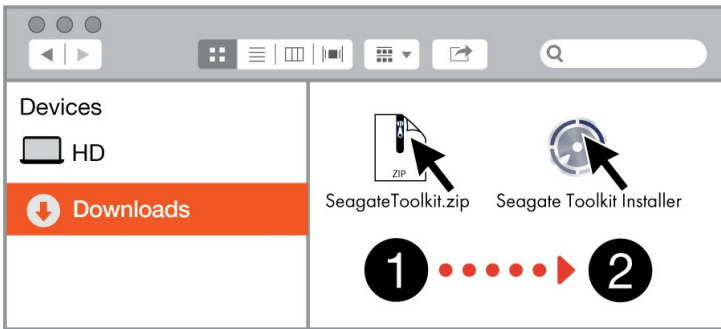 Devices
HD
Downloads
ZIP
SeagateToolkit.zip
Seagate Toolkit Installer
1
2